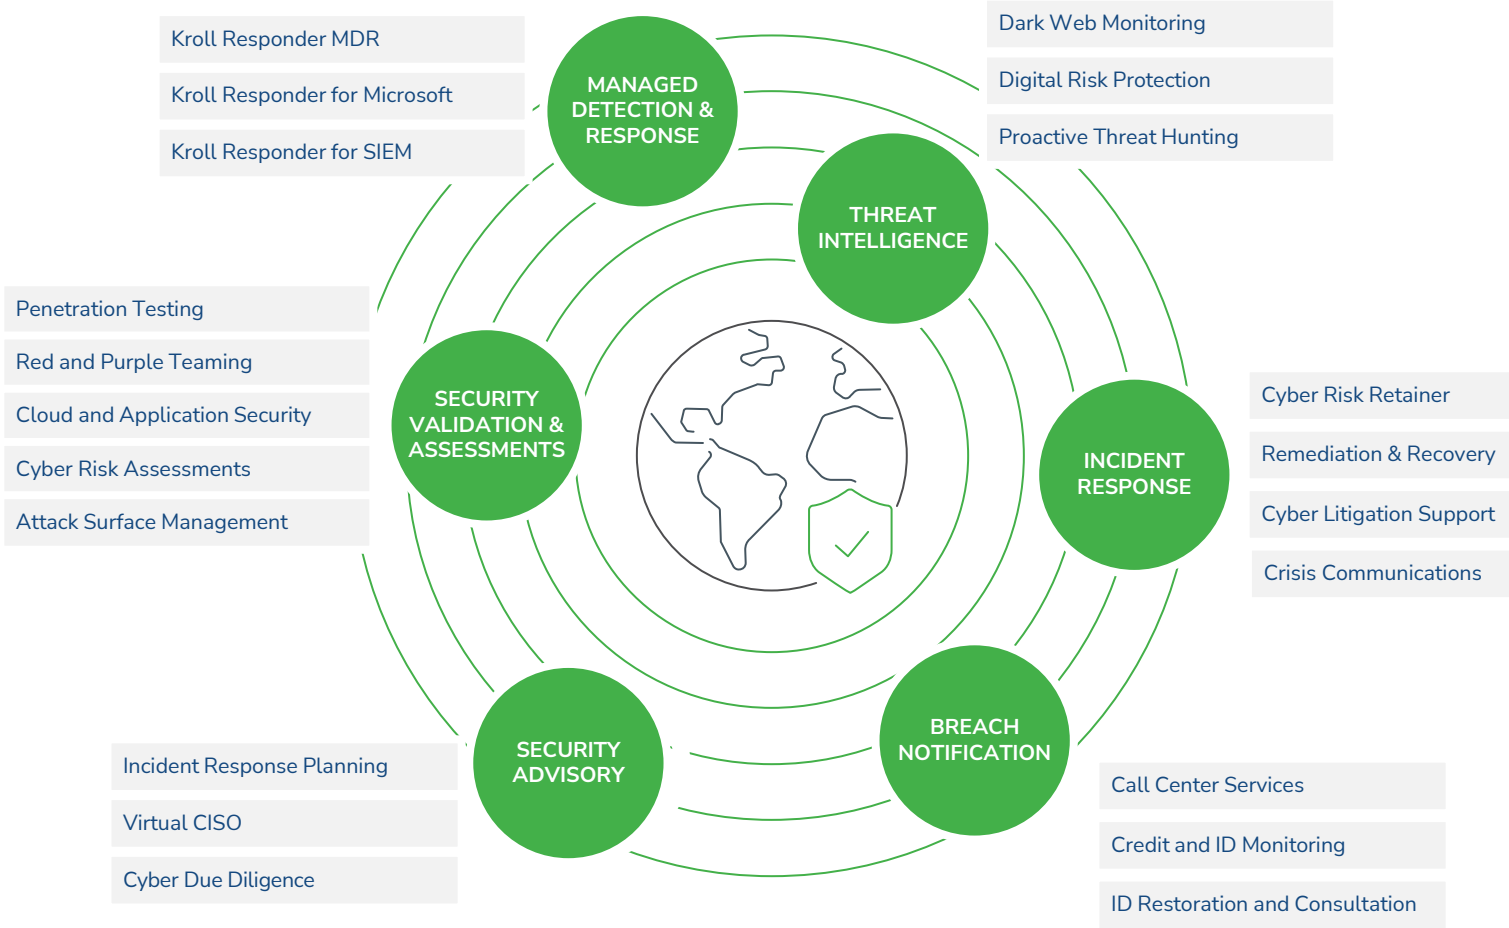 Kroll Responder MDR
Kroll Responder for Microsoft
Kroll Responder for SIEM
MANAGED
DETECTION &
RESPONSE
Dark Web Monitoring
Digital Risk Protection
Proactive Threat Hunting
THREAT
INTELLIGENCE
Penetration Testing
Red and Purple Teaming
Cloud and Application Security
Cyber Risk Assessments
Attack Surface Management
SECURITY
VALIDATION &
ASSESSMENTS
INCIDENT
RESPONSE
Cyber Risk Retainer
Remediation & Recovery
Cyber Litigation Support
Crisis Communications
SECURITY
ADVISORY
Incident Response Planning
Virtual CISO
Cyber Due Diligence
BREACH
NOTIFICATION
Call Center Services
Credit and ID Monitoring
ID Restoration and Consultation